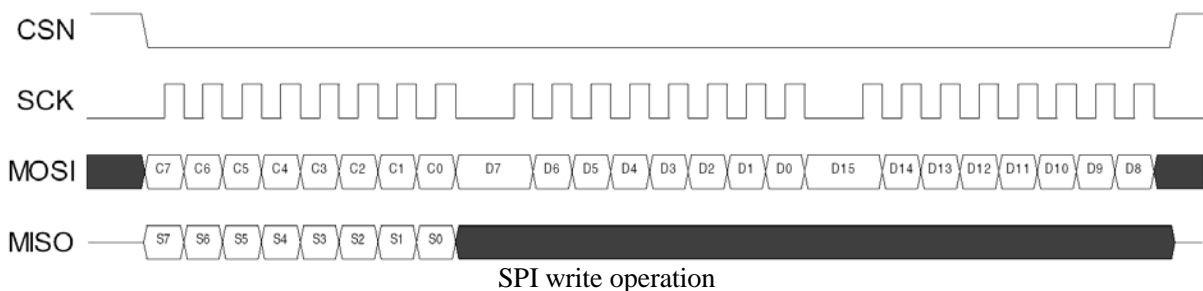 CSN
SCK
MOSI C7 C6 C5 C4 C3 C2 C1 C0 D7 D6 D5 D4 D3 D2 D1 D0 D15 D14 D13 D12 D11 D10 D9 D8
MISO S7 S6 S5 S4 S3 S2 S1 S0
SPI write operation